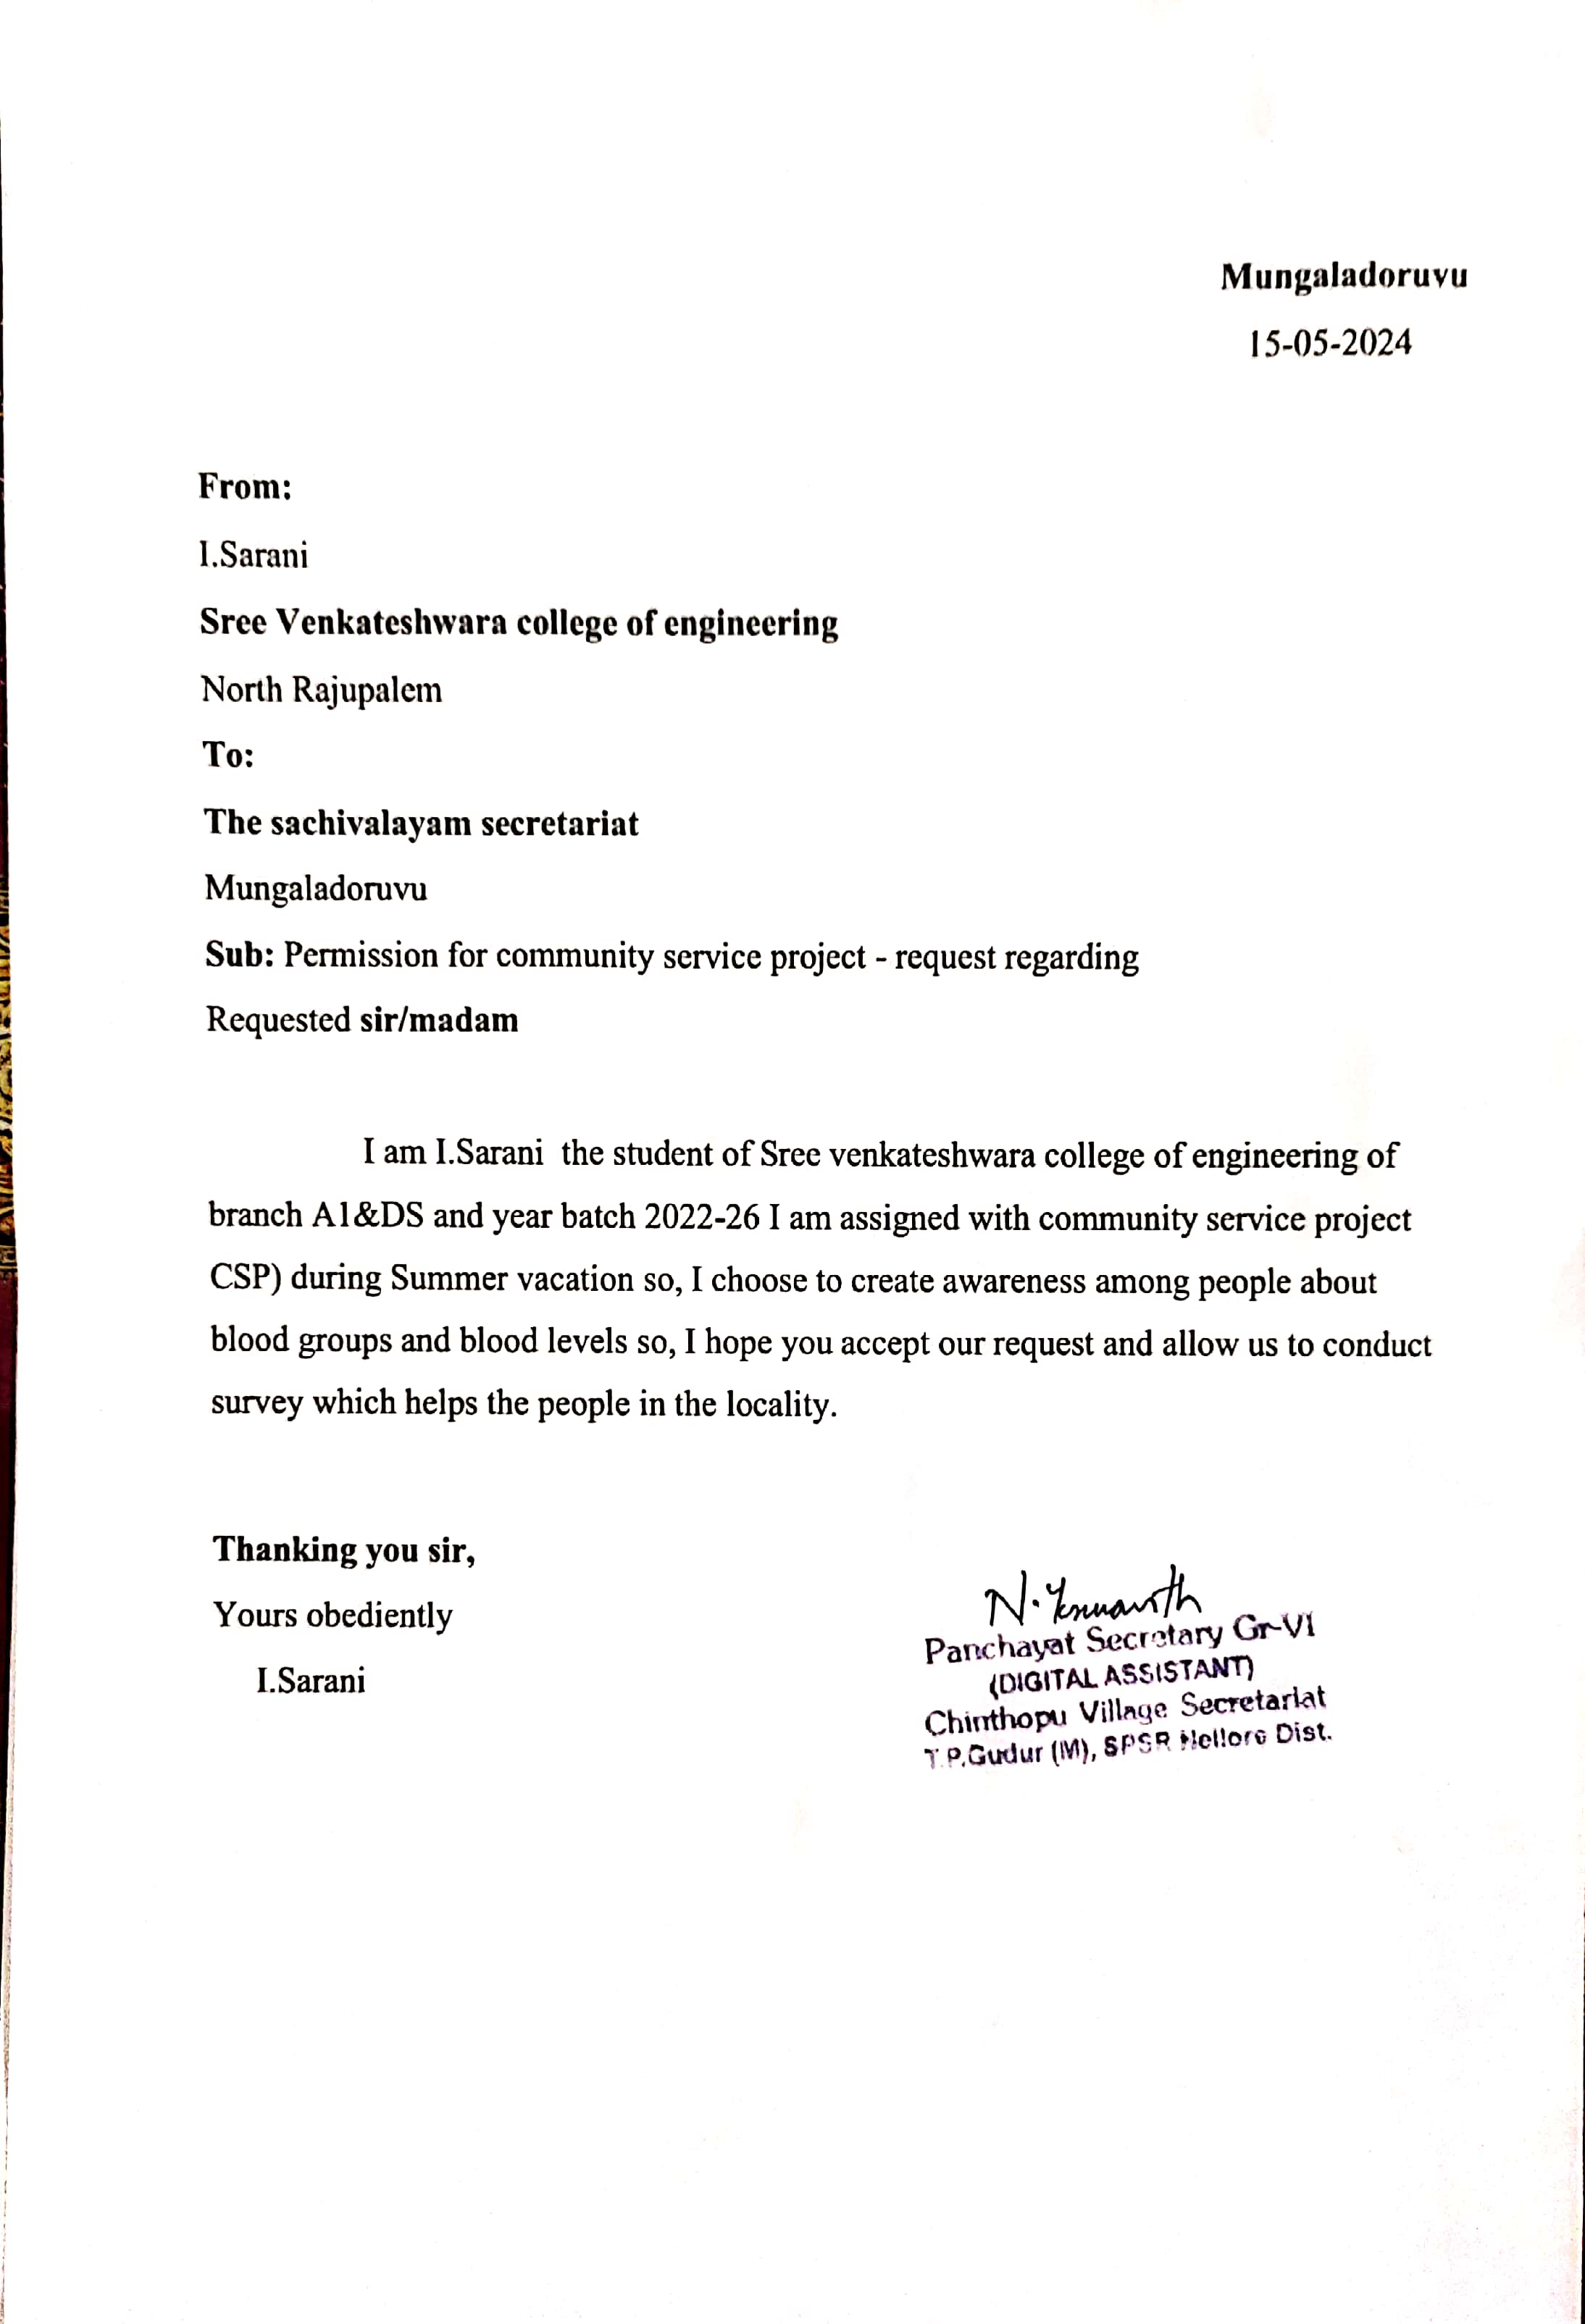 Mungaladoruvu
15-05-2024
From:
I.Sarani
Sree Venkateshwara college of engineering
North Rajupalem
To:
The sachivalayam secretariat
Mungaladoruvu
Sub: Permission for community service project - request regarding
Requested sir/madam
I am I.Sarani the student of Sree venkateshwara college of engineering of
branch A1&DS and year batch 2022-26 I am assigned with community service project
CSP) during Summer vacation so, I choose to create awareness among people about
blood groups and blood levels so, I hope you accept our request and allow us to conduct
survey which helps the people in the locality.
Thanking you sir,
Yours obediently
I.Sarani
N.
Panchayat Secretary Gr-VI
(DIGITAL ASSISTANT)
Chinthopu Village Secretariat
T.P.Gudur (M), SPSR Nellore Dist.